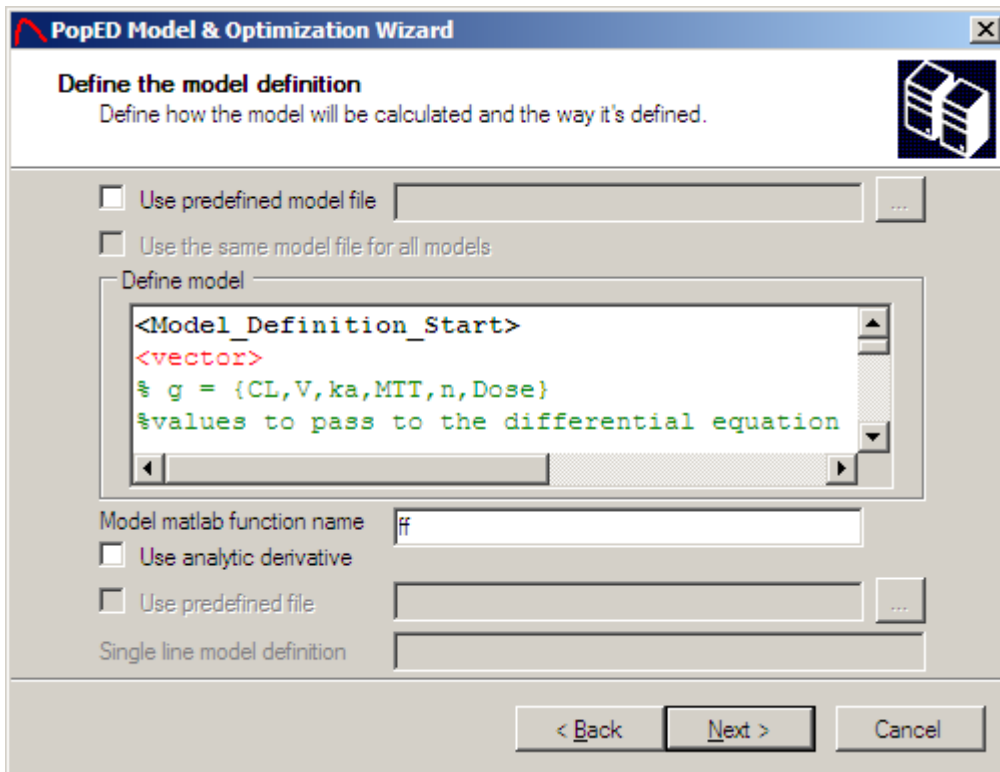 PopED Model & Optimization Wizard
Define the model definition
Define how the model will be calculated and the way it's defined.
Use predefined model file
...
Use the same model file for all models
Define model
<Model_Definition_Start>
<vector>
% g = {CL,V,ka,MTT,n,Dose}
%values to pass to the differential equation
Model matlab function name
ff
Use analytic derivative
Use predefined file
...
Single line model definition
< Back
Next >
Cancel